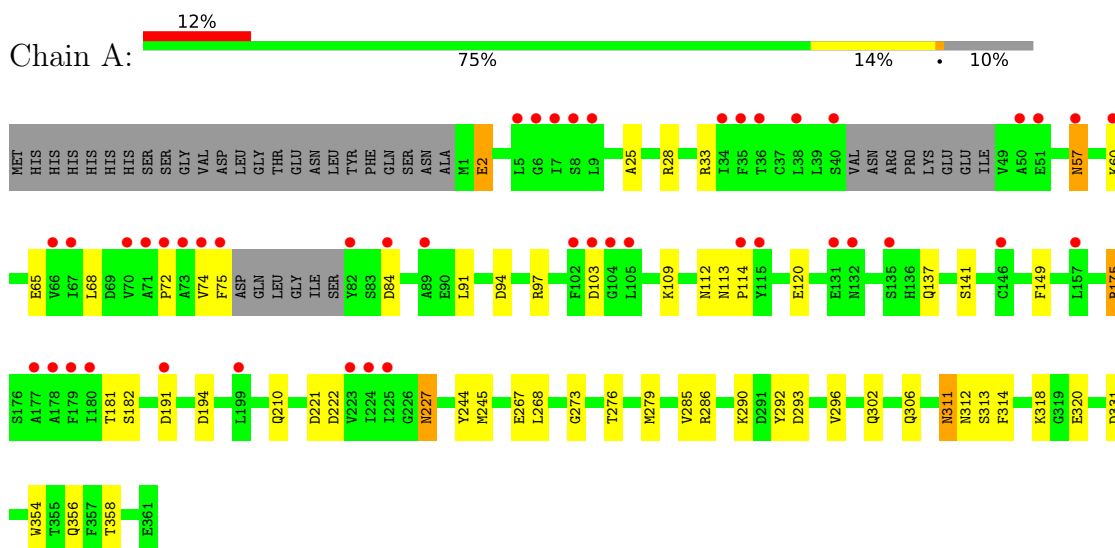 12%
Chain A:
75% 14% • 10%
MET HIS HIS HIS HIS HIS HIS SER SER GLY VAL ASP LEU GLY THR GLU ASN LEU TYR PHE GLN SER ASN ALA M1 E2 L5 G6 I7 S8 L9 A25 R28 R33 I34 F35 T36 C37 L38 L39 S40 VAL ASN ARG PRO LYS GLU GLU ILE V49 A50 E51 N57 K60
E65 V66 I67 L68 D69 V70 A71 P72 A73 V74 F75 ASP GLN LEU GLY ILE SER Y82 S83 D84 A89 E90 L91 D94 R97 F102 D103 G104 L105 K109 N112 N113 P114 Y115 E120 E131 N132 S135 H136 Q137 S141 C146 F149 L157
S176 A177 A178 F179 I180 T181 S182 D191 D194 L199 Q210 D221 D222 V223 I224 I225 G226 N227 Y244 M245 E267 L268 G273 T276 M279 V285 R286 K290 D291 Y292 D293 V296 Q302 Q306 N311 N312 S313 F314 K318 G319 E320
W354 T355 Q356 F357 T358 E361